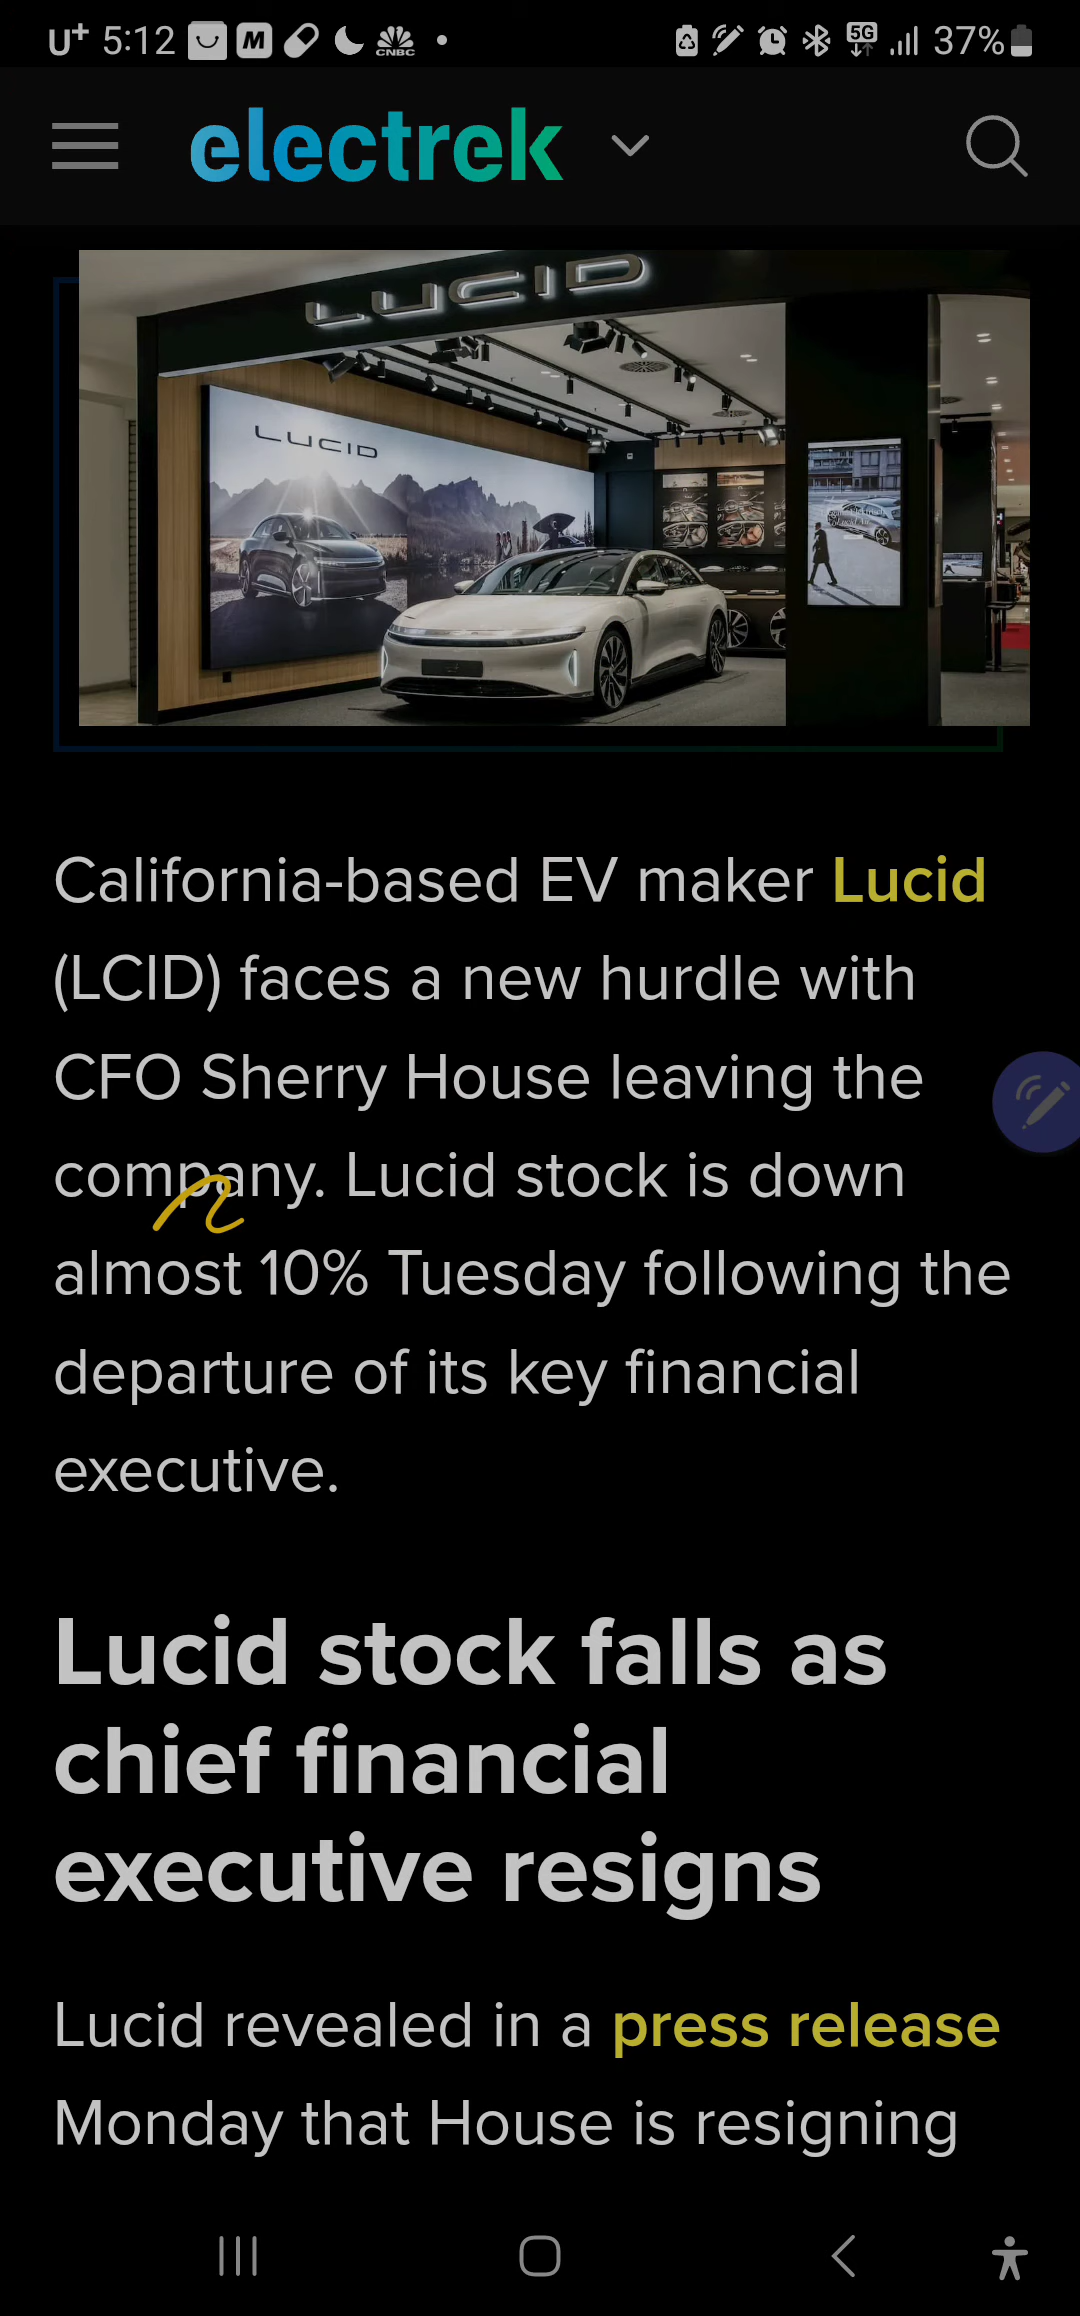 U+ 5:12 M CNBC 5G 37%
electrek
LUCID
LUCID
California-based EV maker Lucid
(LCID) faces a new hurdle with
CFO Sherry House leaving the
company. Lucid stock is down
almost 10% Tuesday following the
departure of its key financial
executive.
Lucid stock falls as
chief financial
executive resigns
Lucid revealed in a press release
Monday that House is resigning